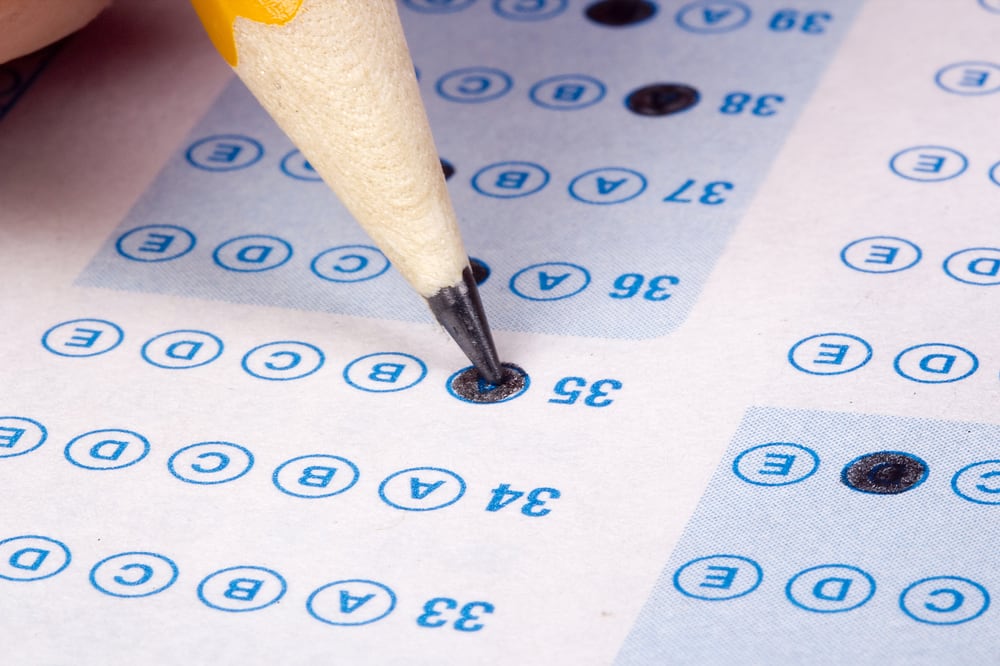 C D E
C D E
D E
D E
E
E
33 A B C D
34 A B C D E
35 A B C D E
36 A C D E
37 A B E
38 A B C
39 A C